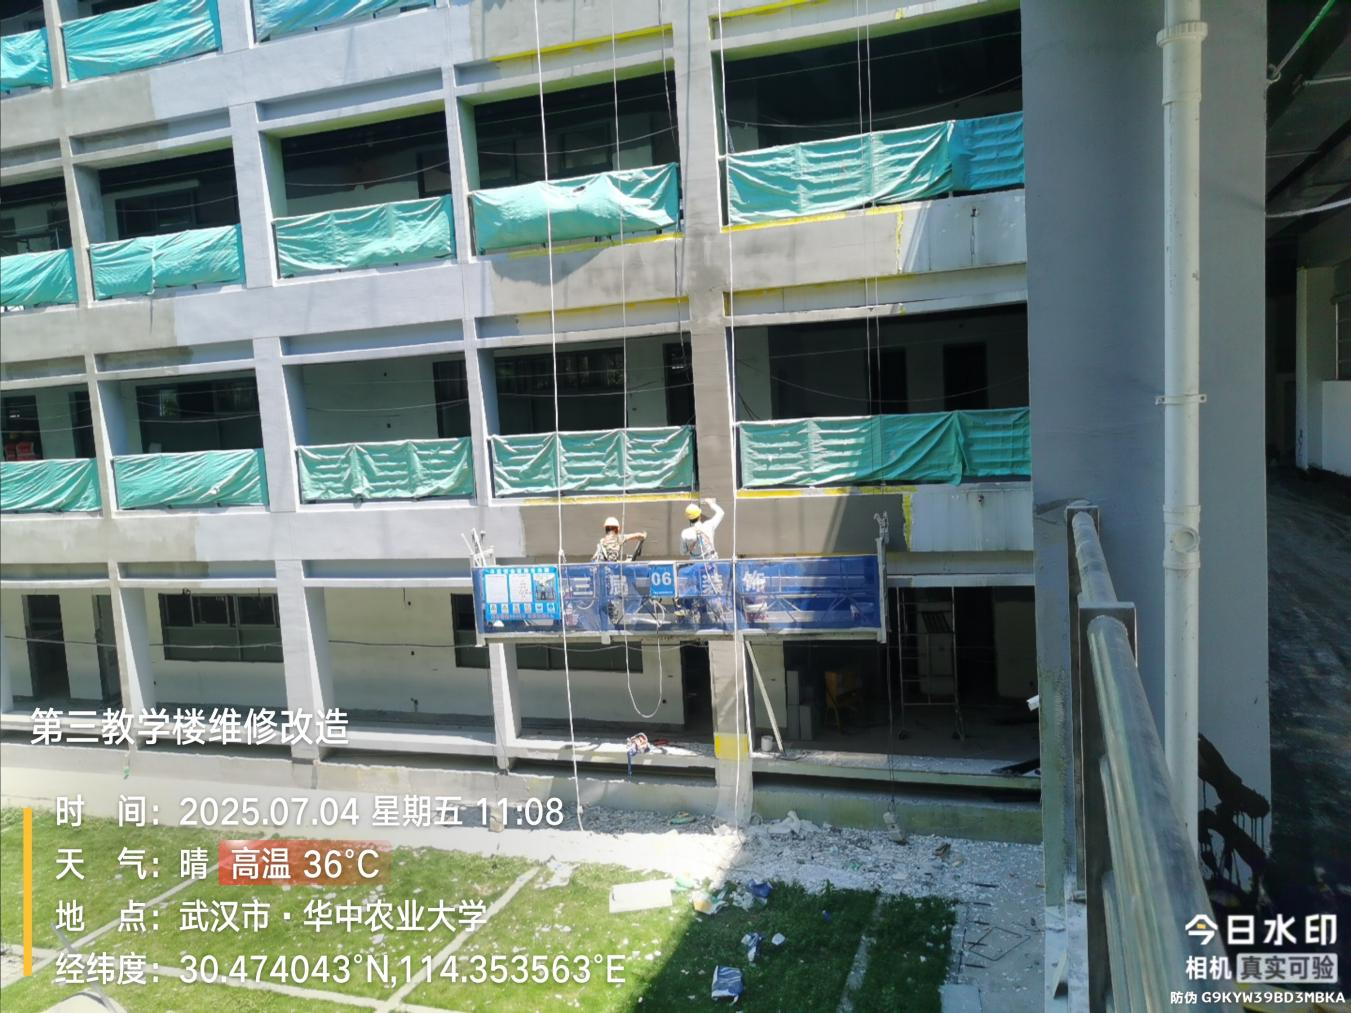 06
装饰
第三教学楼维修改造
时 间：2025.07.04 星期五 11:08
天 气：晴 高温 36°C
地 点：武汉市·华中农业大学
经纬度：30.474043°N,114.353563°E
今日水印
相机 真实可验
防伪 G9KYW39BD3MBKA